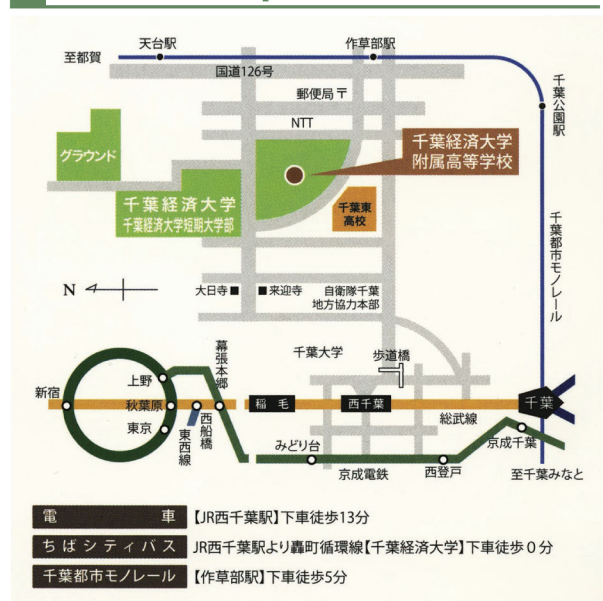 天台駅
作草部駅
至都賀
国道126号
千葉公園駅
郵便局〒
NTT
グラウンド
千葉経済大学
附属高等学校
千葉経済大学
千葉経済大学短期大学部
千葉東
高校
千葉都市モノレール
N
大日寺■
■来迎寺
自衛隊千葉
地方協力本部
千葉大学
歩道橋
幕張本郷
上野
新宿
秋葉原
東京
東西線
西船橋
稲毛
西千葉
総武線
千葉
みどり台
京成電鉄
西登戸
京成千葉
至千葉みなと
電車 【JR西千葉駅】下車徒歩13分
ちばシティバス JR西千葉駅より轟町循環線【千葉経済大学】下車徒歩0分
千葉都市モノレール 【作草部駅】下車徒歩5分